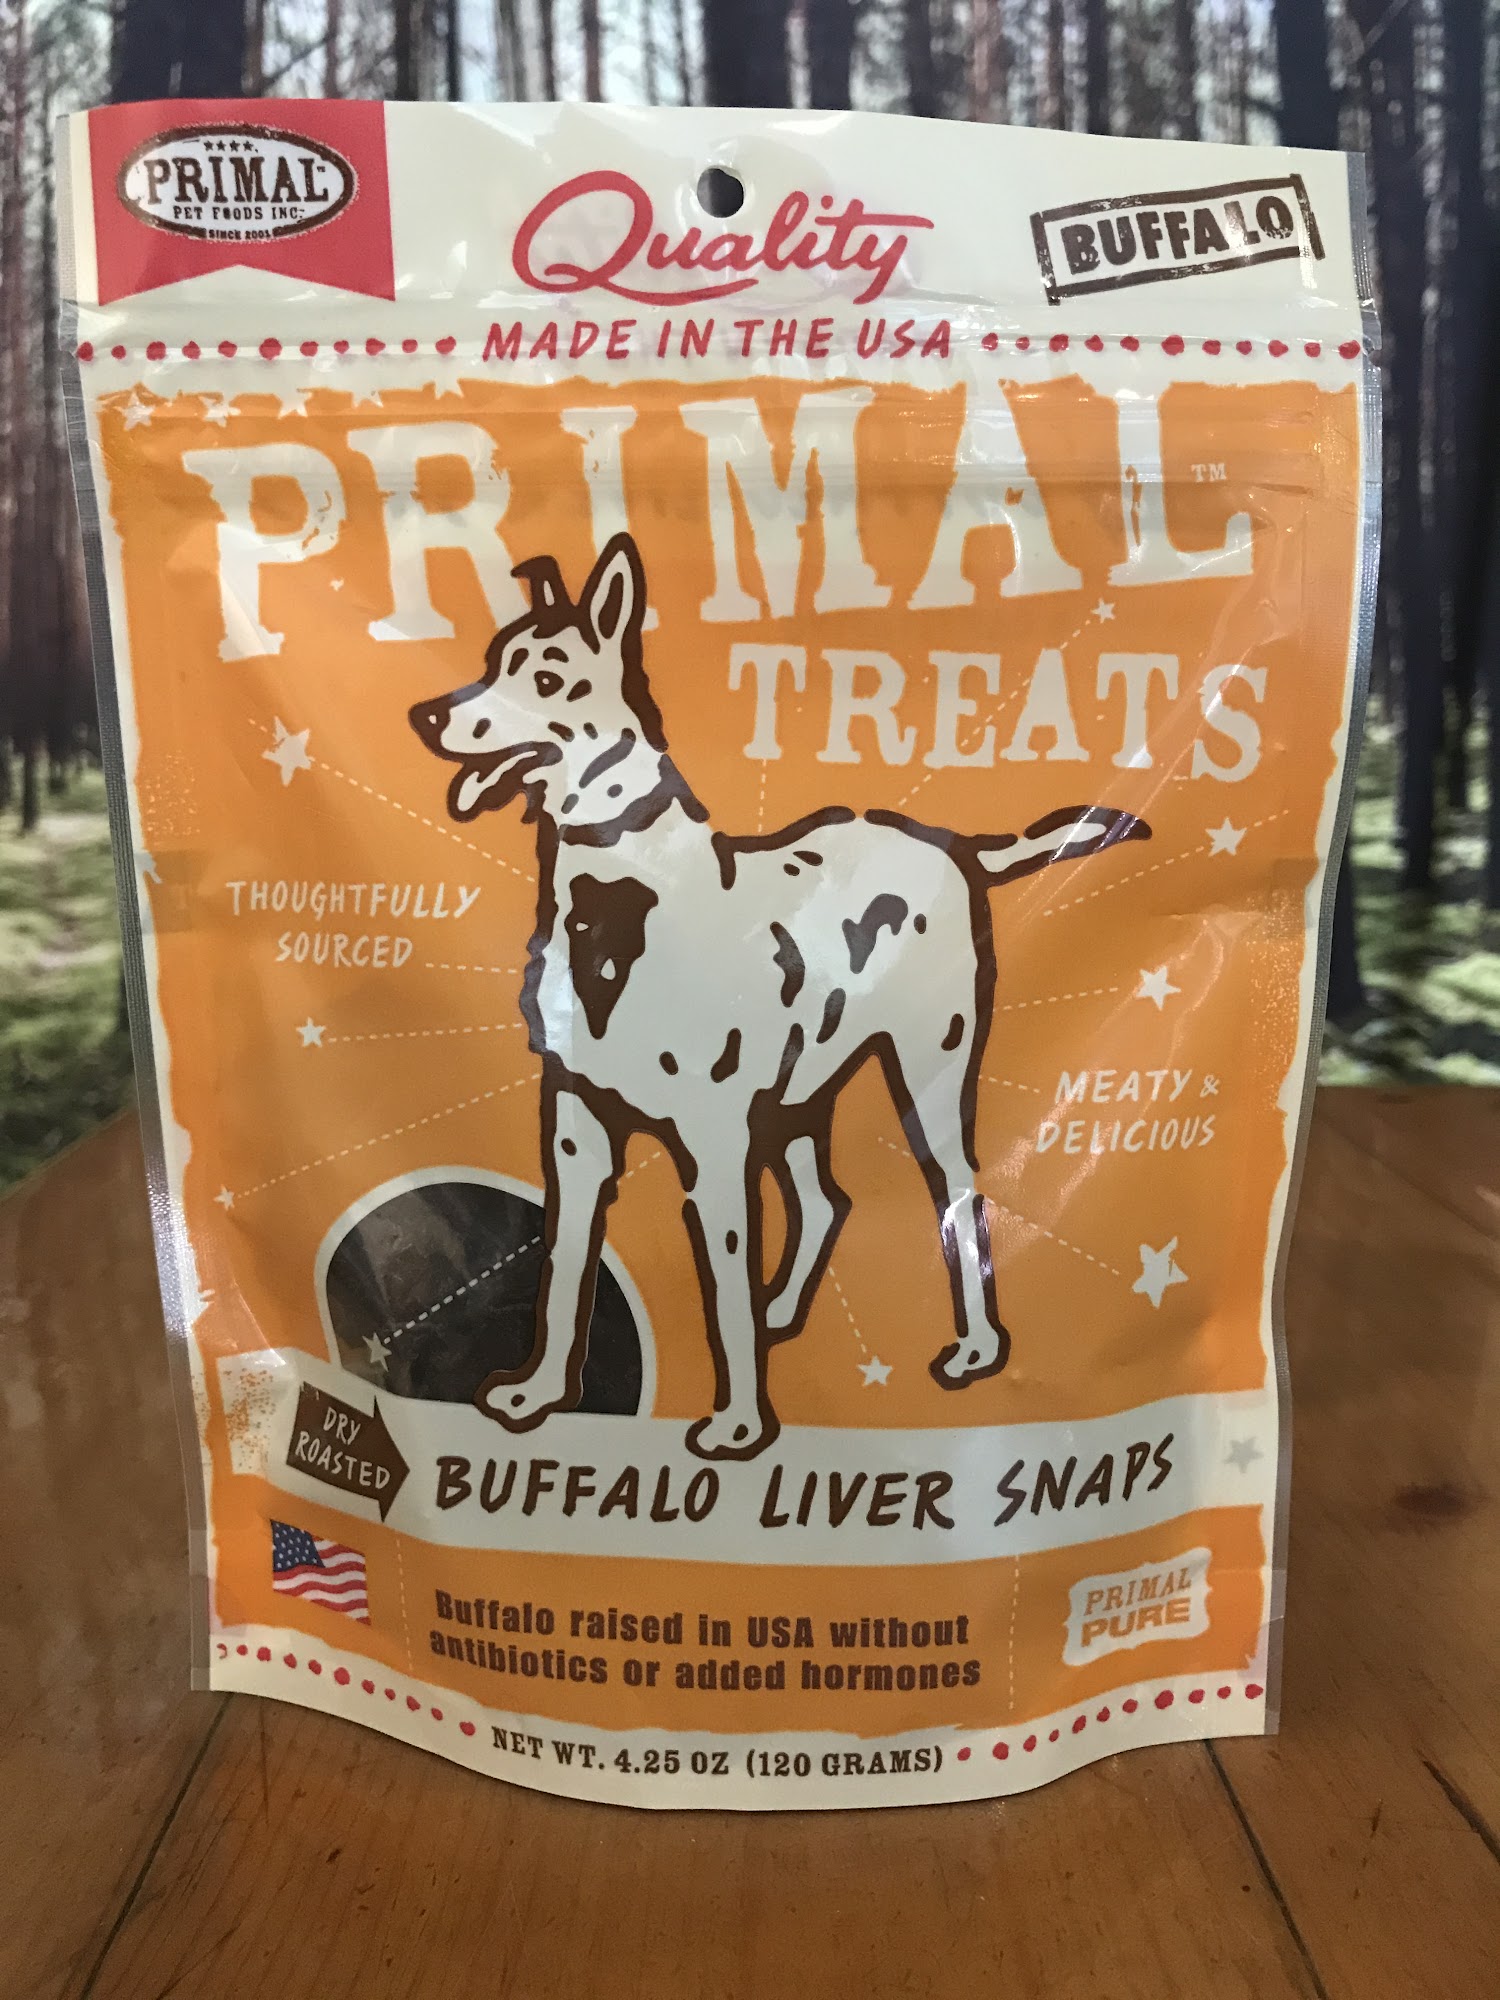 ★★★★
PRIMAL™
PET FOODS INC.™
SINCE 2001
Quality
BUFFALO
MADE IN THE USA
PRIMAL™
TREATS
THOUGHTFULLY
SOURCED
MEATY &
DELICIOUS
DRY
ROASTED
BUFFALO LIVER SNAPS
Buffalo raised in USA without
antibiotics or added hormones
PRIMAL
PURE
NET WT. 4.25 OZ (120 GRAMS)